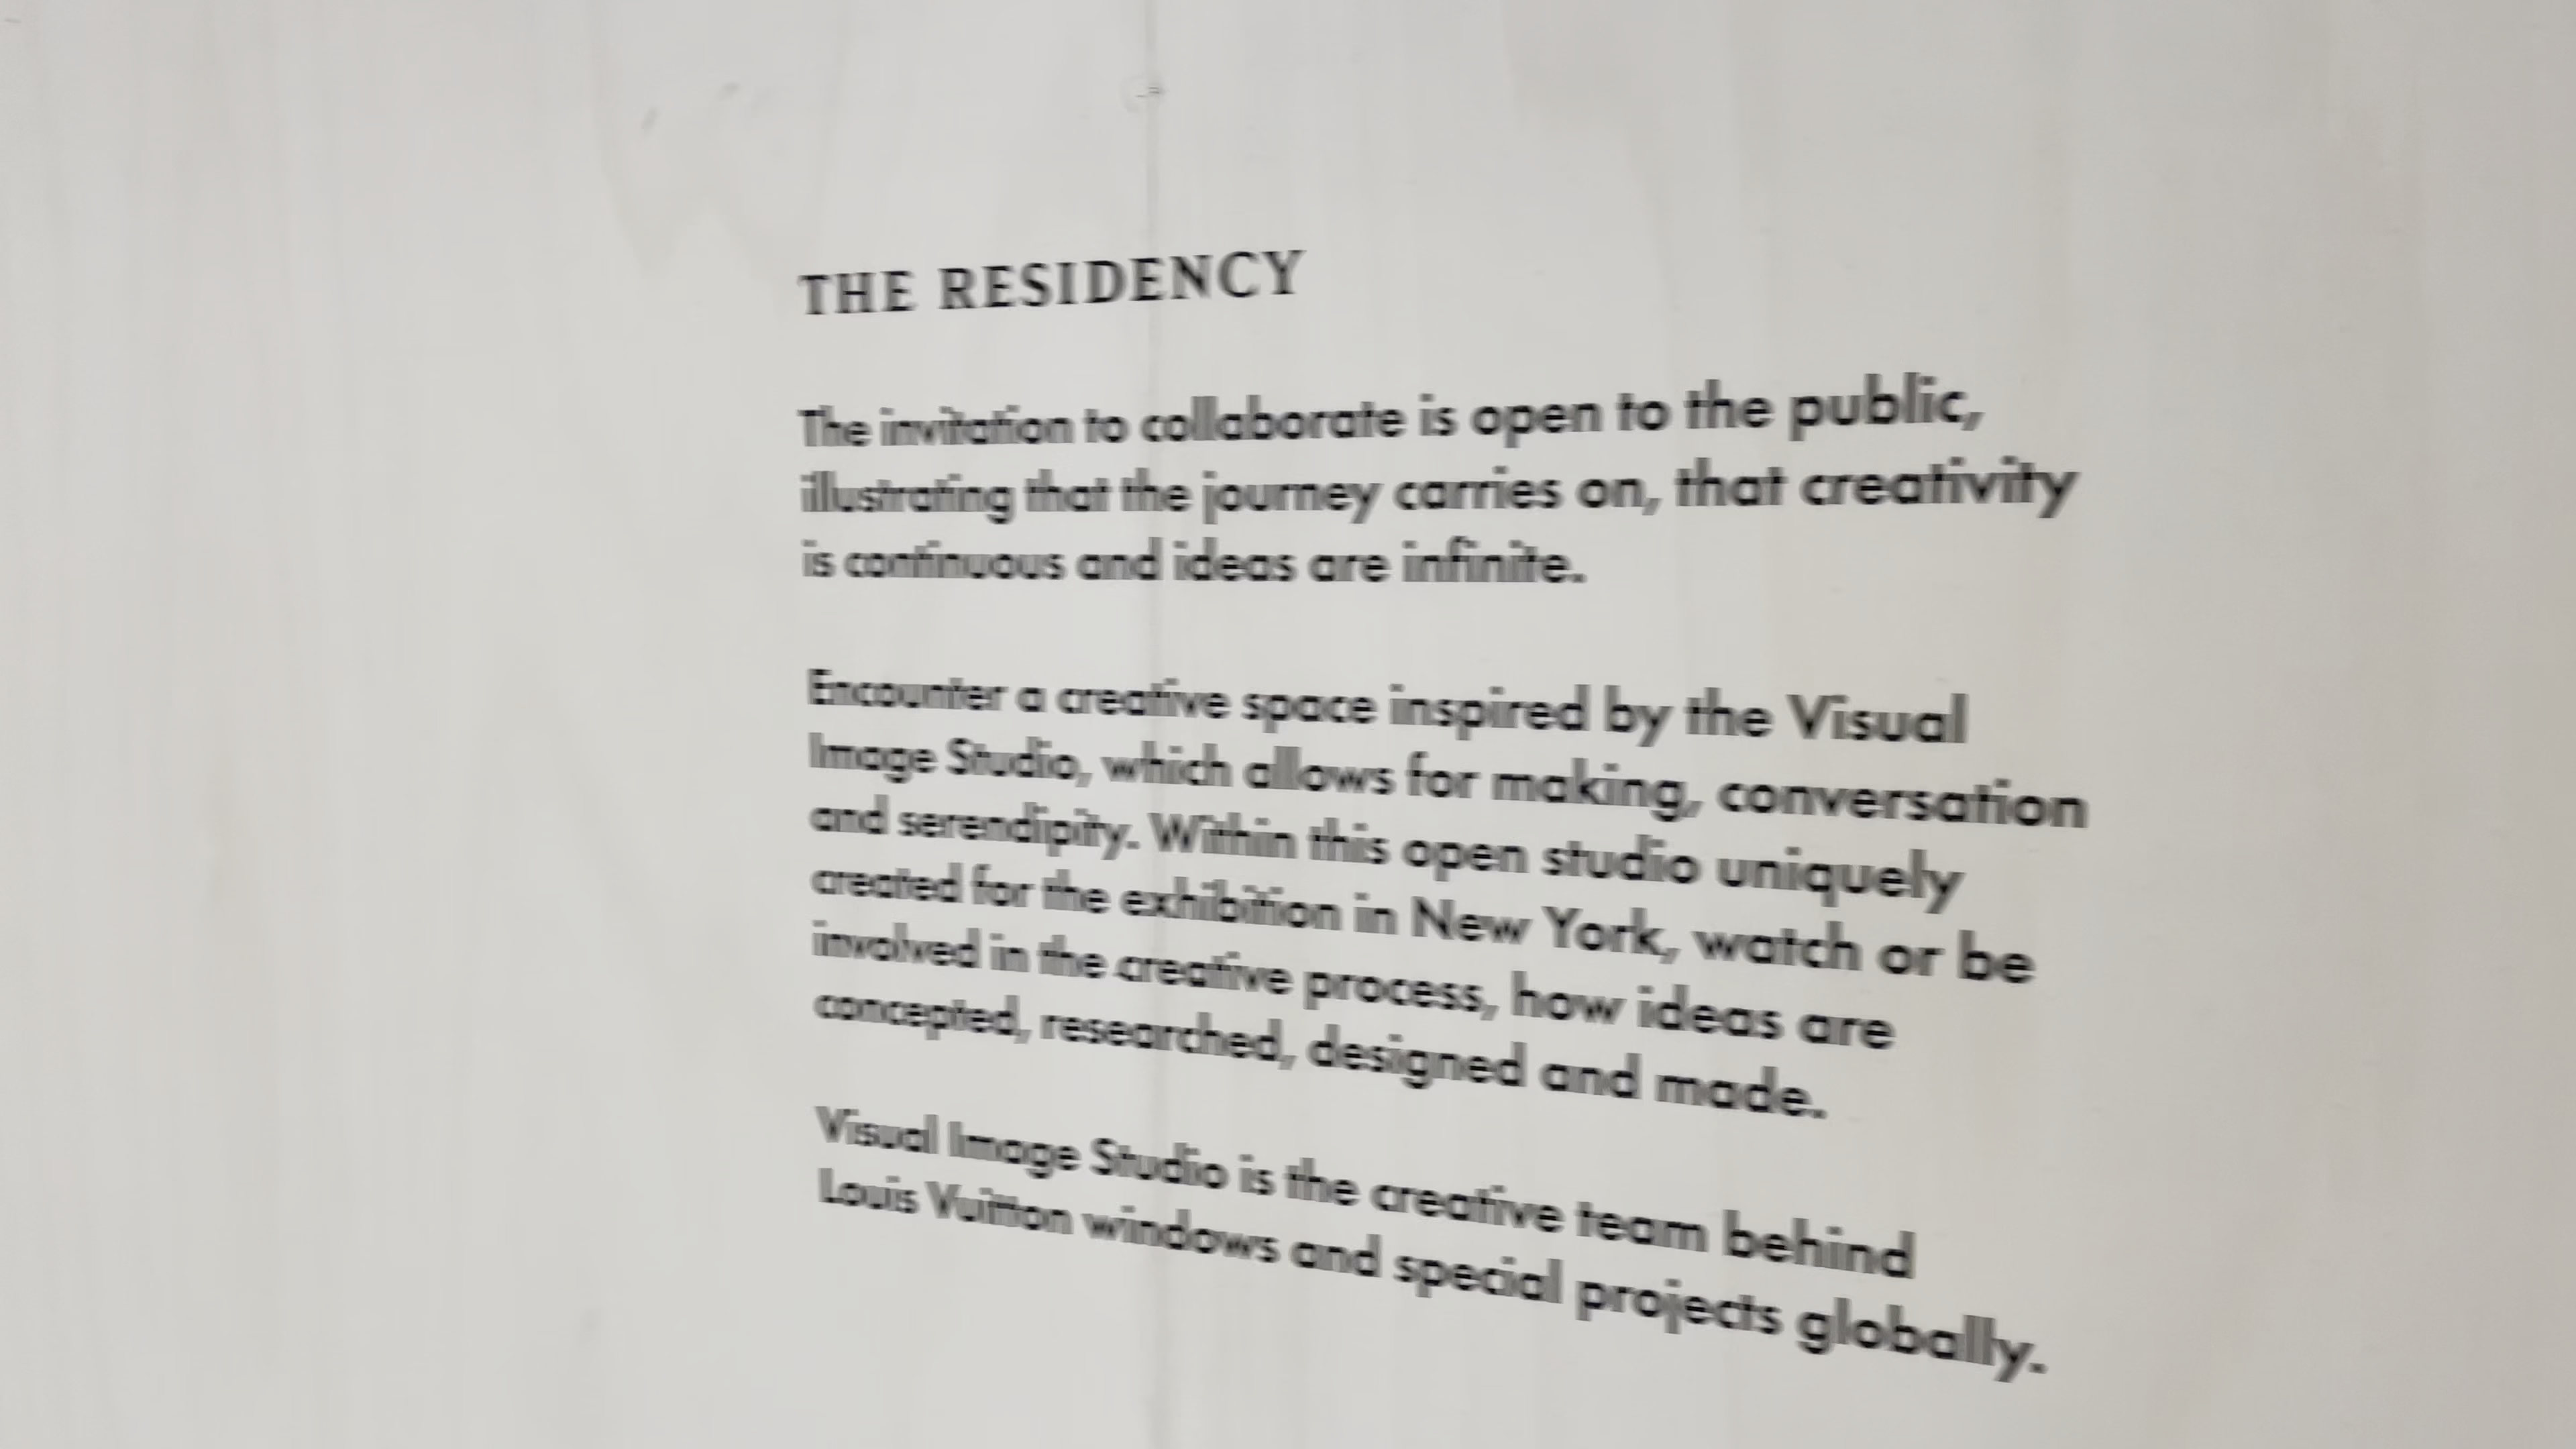 THE RESIDENCY
The invitation to collaborate is open to the public,
illustrating that the journey carries on, that creativity
is continuous and ideas are infinite.
Encounter a creative space inspired by the Visual
Image Studio, which allows for making, conversation
and serendipity. Within this open studio uniquely
created for the exhibition in New York, watch or be
involved in the creative process, how ideas are
concepted, researched, designed and made.
Visual Image Studio is the creative team behind
Louis Vuitton windows and special projects globally.